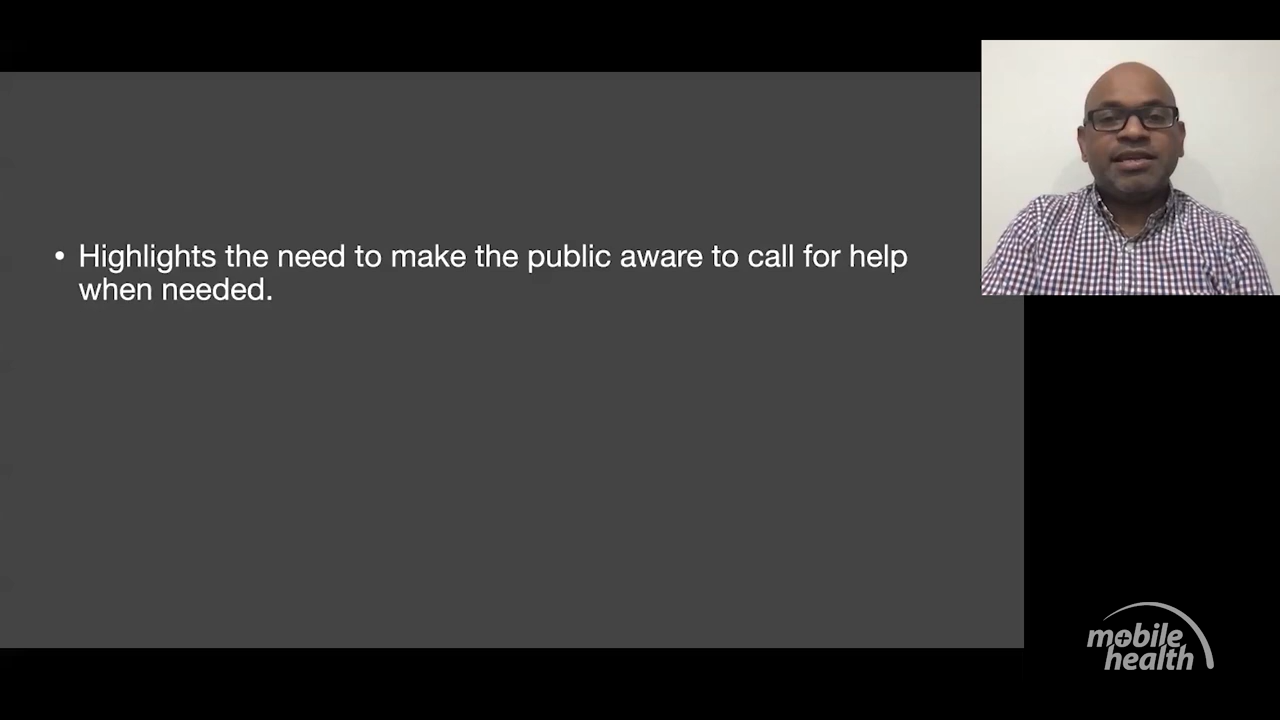 • Highlights the need to make the public aware to call for help
when needed.
mobile
health